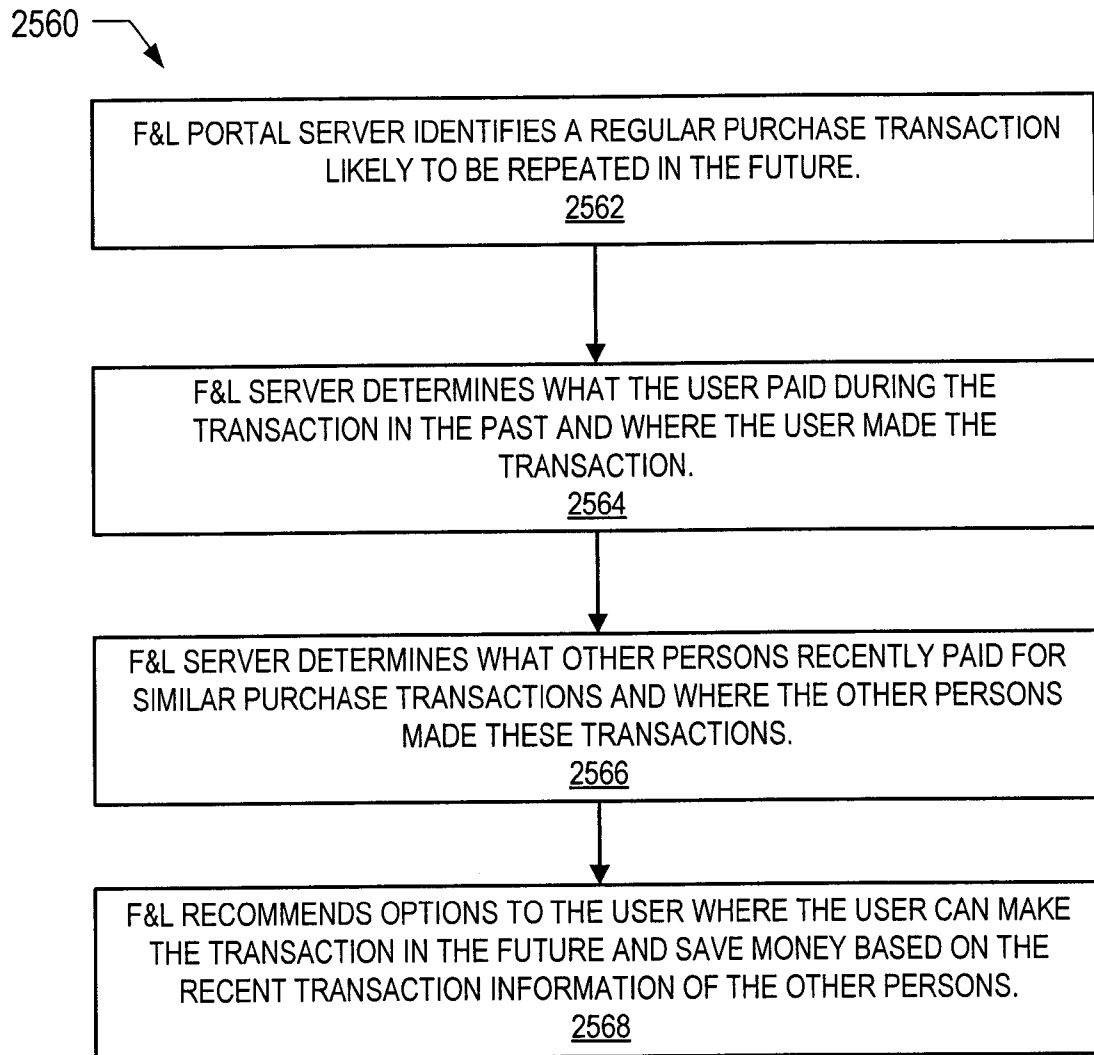 2560
F&L PORTAL SERVER IDENTIFIES A REGULAR PURCHASE TRANSACTION
LIKELY TO BE REPEATED IN THE FUTURE.
2562
F&L SERVER DETERMINES WHAT THE USER PAID DURING THE
TRANSACTION IN THE PAST AND WHERE THE USER MADE THE
TRANSACTION.
2564
F&L SERVER DETERMINES WHAT OTHER PERSONS RECENTLY PAID FOR
SIMILAR PURCHASE TRANSACTIONS AND WHERE THE OTHER PERSONS
MADE THESE TRANSACTIONS.
2566
F&L RECOMMENDS OPTIONS TO THE USER WHERE THE USER CAN MAKE
THE TRANSACTION IN THE FUTURE AND SAVE MONEY BASED ON THE
RECENT TRANSACTION INFORMATION OF THE OTHER PERSONS.
2568